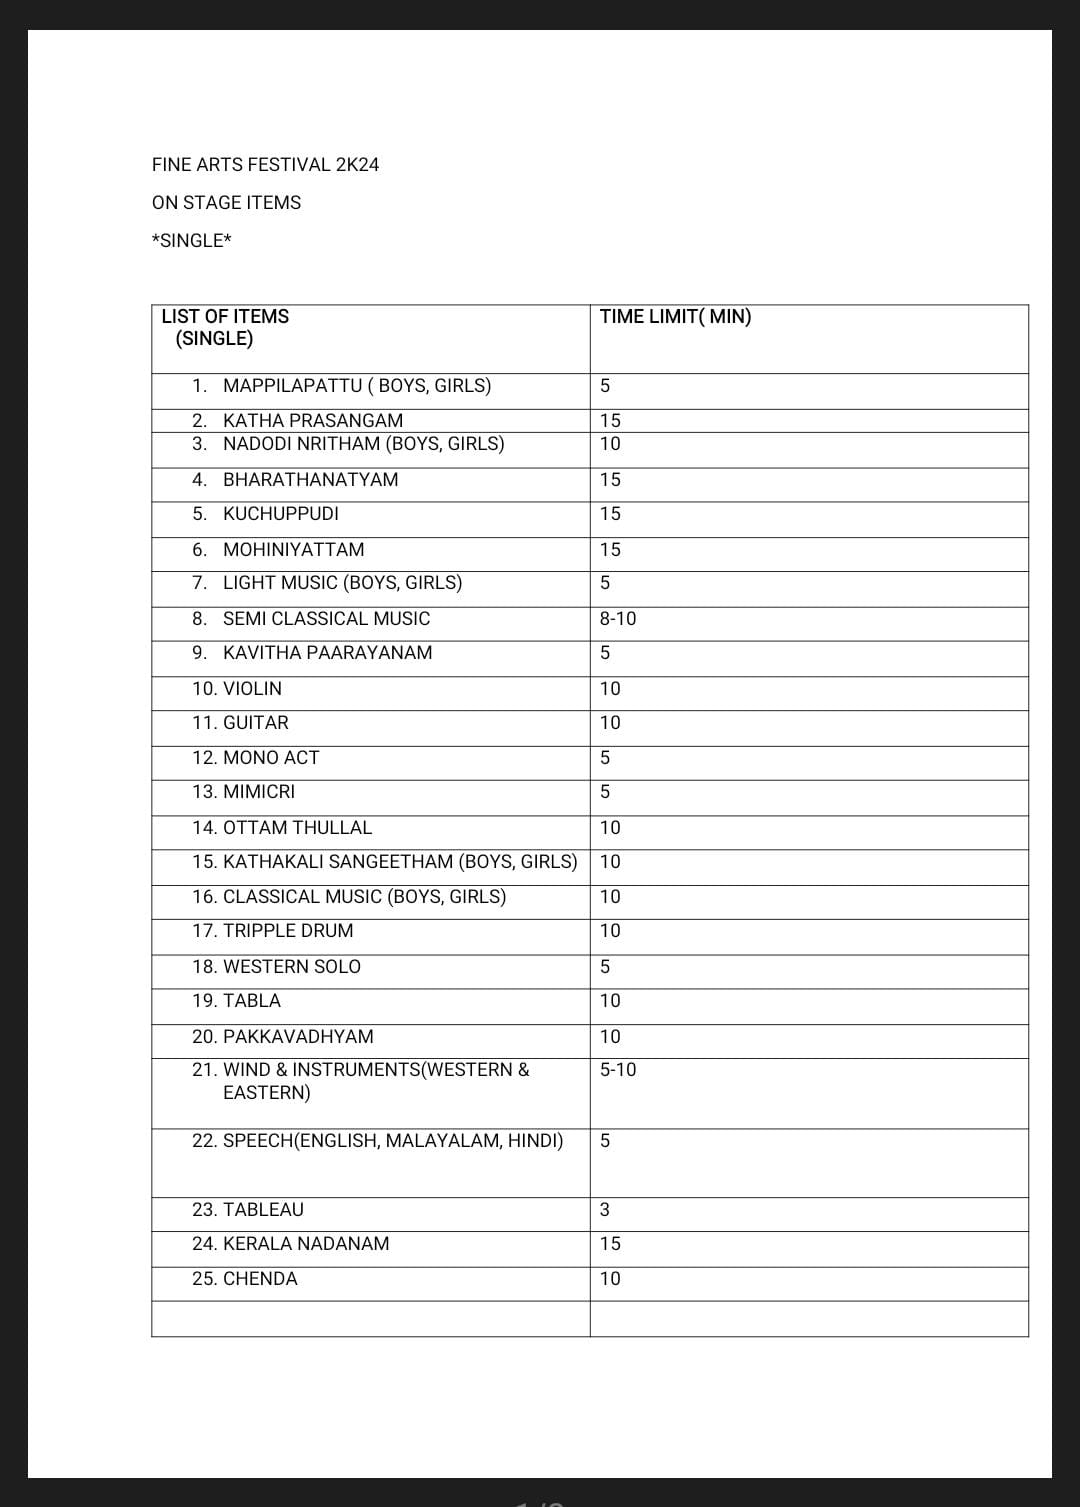 FINE ARTS FESTIVAL 2K24
ON STAGE ITEMS
*SINGLE*
LIST OF ITEMS TIME LIMIT( MIN)
(SINGLE)
1. MAPPILAPATTU ( BOYS, GIRLS) 5
2. KATHA PRASANGAM 15
3. NADODI NRITHAM (BOYS, GIRLS) 10
4. BHARATHANATYAM 15
5. KUCHUPPUDI 15
6. MOHINIYATTAM 15
7. LIGHT MUSIC (BOYS, GIRLS) 5
8. SEMI CLASSICAL MUSIC 8-10
9. KAVITHA PAARAYANAM 5
10. VIOLIN 10
11. GUITAR 10
12. MONO ACT 5
13. MIMICRI 5
14. OTTAM THULLAL 10
15. KATHAKALI SANGEETHAM (BOYS, GIRLS) 10
16. CLASSICAL MUSIC (BOYS, GIRLS) 10
17. TRIPPLE DRUM 10
18. WESTERN SOLO 5
19. TABLA 10
20. PAKKAVADHYAM 10
21. WIND & INSTRUMENTS(WESTERN & 5-10
EASTERN)
22. SPEECH(ENGLISH, MALAYALAM, HINDI) 5
23. TABLEAU 3
24. KERALA NADANAM 15
25. CHENDA 10